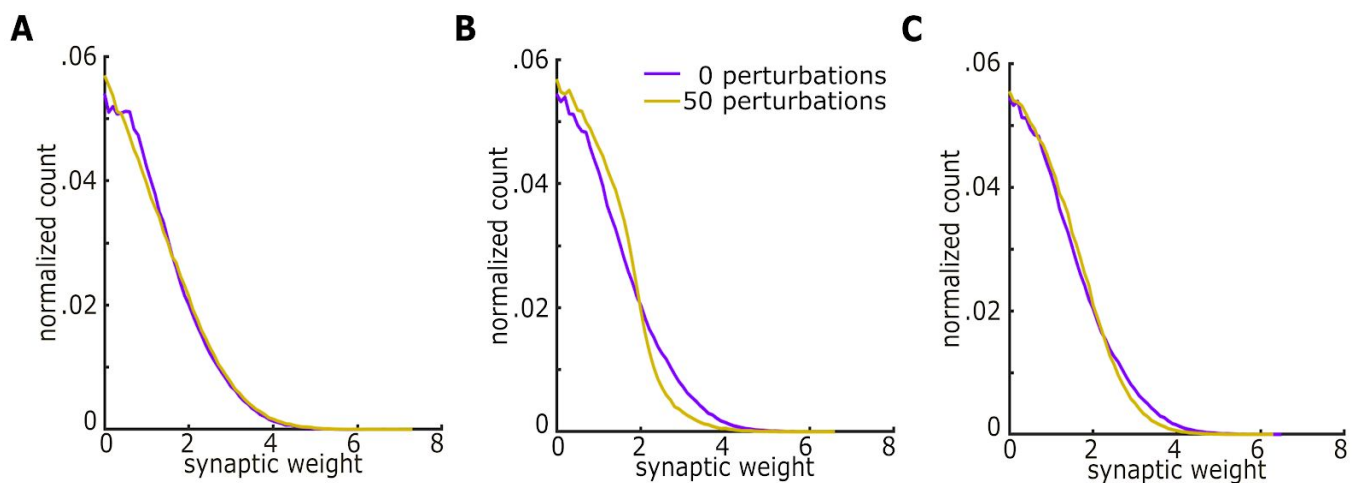 A
.06
.04
.02
0
0
2
4
6
8
normalized count
synaptic weight
B
.06
.04
.02
0
0
2
4
6
8
normalized count
synaptic weight
0 perturbations
50 perturbations
C
.06
.04
.02
0
0
2
4
6
8
normalized count
synaptic weight